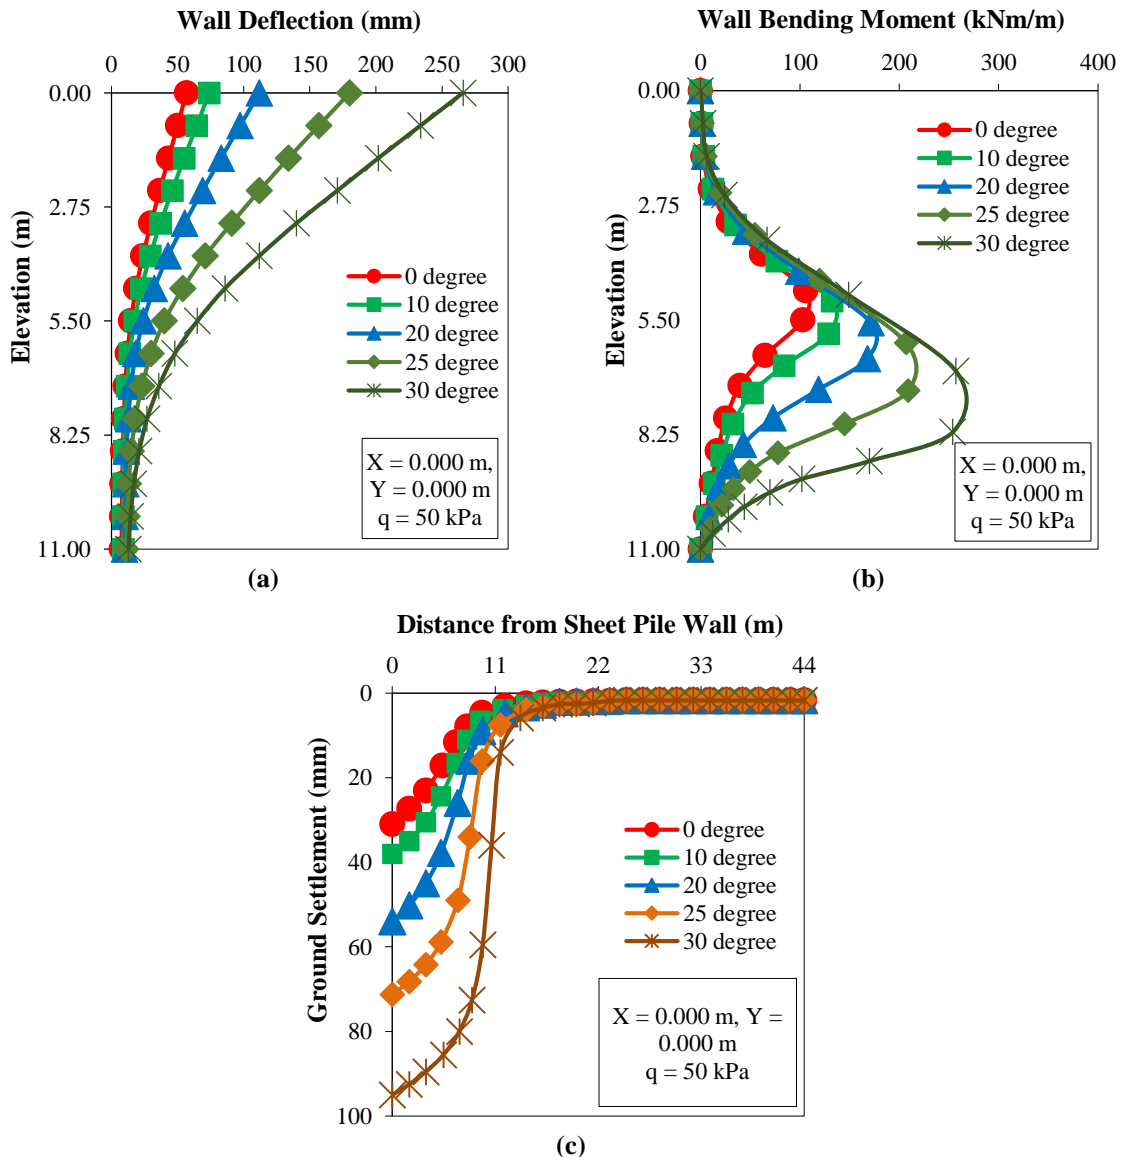 Wall Deflection (mm)
0 50 100 150 200 250 300
0.00
2.75
5.50
8.25
11.00
Elevation (m)
0 degree
10 degree
20 degree
25 degree
30 degree
X = 0.000 m,
Y = 0.000 m
q = 50 kPa
(a)
Wall Bending Moment (kNm/m)
0 100 200 300 400
0.00
2.75
5.50
8.25
11.00
Elevation (m)
0 degree
10 degree
20 degree
25 degree
30 degree
X = 0.000 m,
Y = 0.000 m
q = 50 kPa
(b)
Distance from Sheet Pile Wall (m)
0 11 22 33 44
0
20
40
60
80
100
Ground Settlement (mm)
0 degree
10 degree
20 degree
25 degree
30 degree
X = 0.000 m, Y =
0.000 m
q = 50 kPa
(c)